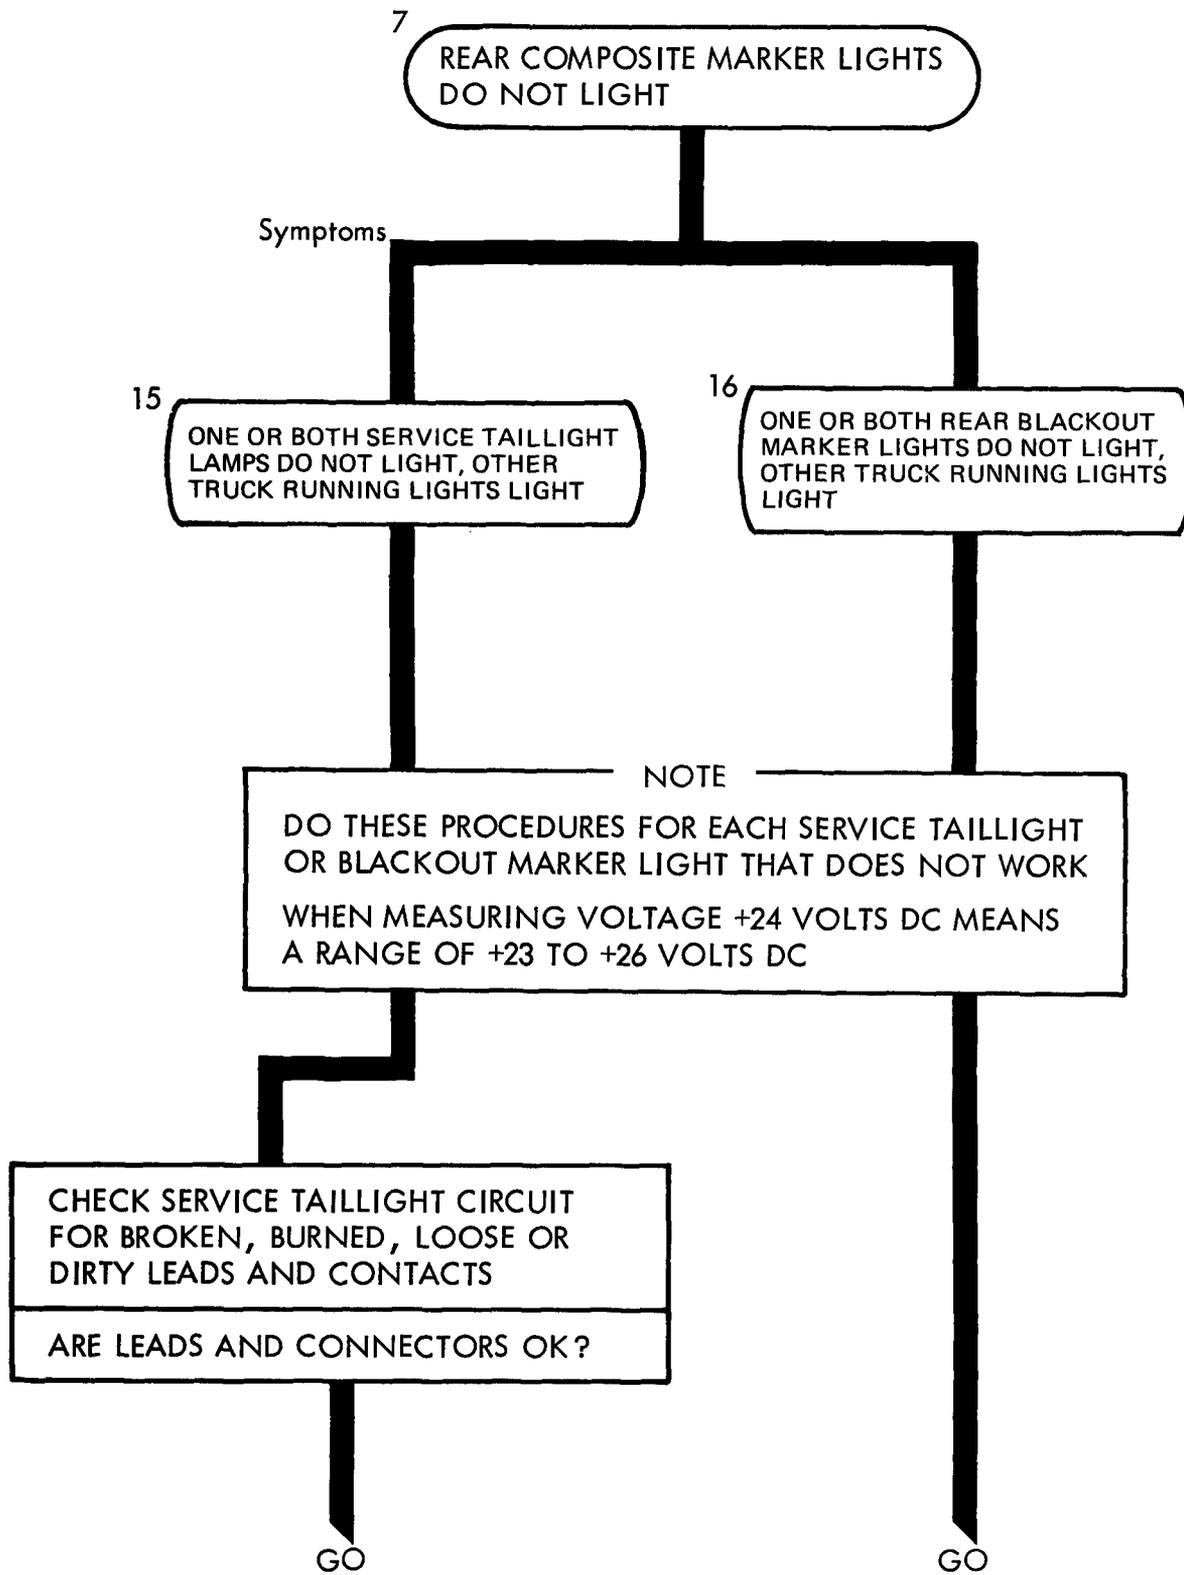 7
REAR COMPOSITE MARKER LIGHTS
DO NOT LIGHT
Symptoms
15
ONE OR BOTH SERVICE TAILLIGHT
LAMPS DO NOT LIGHT, OTHER
TRUCK RUNNING LIGHTS LIGHT
16
ONE OR BOTH REAR BLACKOUT
MARKER LIGHTS DO NOT LIGHT,
OTHER TRUCK RUNNING LIGHTS
LIGHT
NOTE
DO THESE PROCEDURES FOR EACH SERVICE TAILLIGHT
OR BLACKOUT MARKER LIGHT THAT DOES NOT WORK
WHEN MEASURING VOLTAGE +24 VOLTS DC MEANS
A RANGE OF +23 TO +26 VOLTS DC
CHECK SERVICE TAILLIGHT CIRCUIT
FOR BROKEN, BURNED, LOOSE OR
DIRTY LEADS AND CONTACTS
ARE LEADS AND CONNECTORS OK?
GO
GO